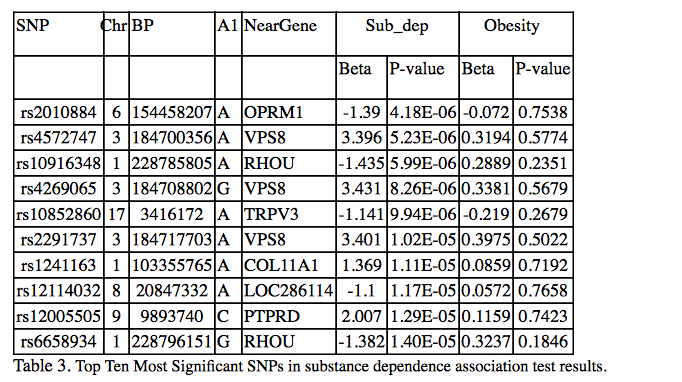 SNP Chr BP A1 NearGene Sub_dep Obesity
Beta P-value Beta P-value
rs2010884 6 154458207 A OPRM1 -1.39 4.18E-06 -0.072 0.7538
rs4572747 3 184700356 A VPS8 3.396 5.23E-06 0.3194 0.5774
rs10916348 1 228785805 A RHOU -1.435 5.99E-06 0.2889 0.2351
rs4269065 3 184708802 G VPS8 3.431 8.26E-06 0.3381 0.5679
rs10852860 17 3416172 A TRPV3 -1.141 9.94E-06 -0.219 0.2679
rs2291737 3 184717703 A VPS8 3.401 1.02E-05 0.3975 0.5022
rs1241163 1 103355765 A COL11A1 1.369 1.11E-05 0.0859 0.7192
rs12114032 8 20847332 A LOC286114 -1.1 1.17E-05 0.0572 0.7658
rs12005505 9 9893740 C PTPRD 2.007 1.29E-05 0.1159 0.7423
rs6658934 1 228796151 G RHOU -1.382 1.40E-05 0.3237 0.1846
Table 3. Top Ten Most Significant SNPs in substance dependence association test results.